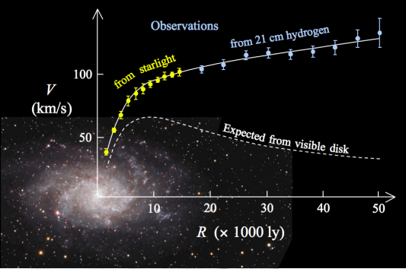 Observations
from 21 cm hydrogen
from starlight
V
(km/s)
100
50
Expected from visible disk
10
20
30
40
50
R (× 1000 ly)